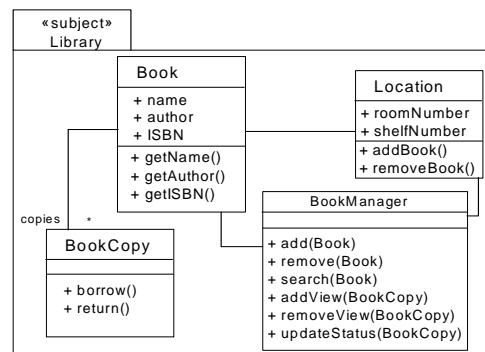 «subject»
Library
Book
+ name
+ author
+ ISBN
+ getName()
+ getAuthor()
+ getISBN()
Location
+ roomNumber
+ shelfNumber
+ addBook()
+ removeBook()
copies *
BookCopy
+ borrow()
+ return()
BookManager
+ add(Book)
+ remove(Book)
+ search(Book)
+ addView(BookCopy)
+ removeView(BookCopy)
+ updateStatus(BookCopy)